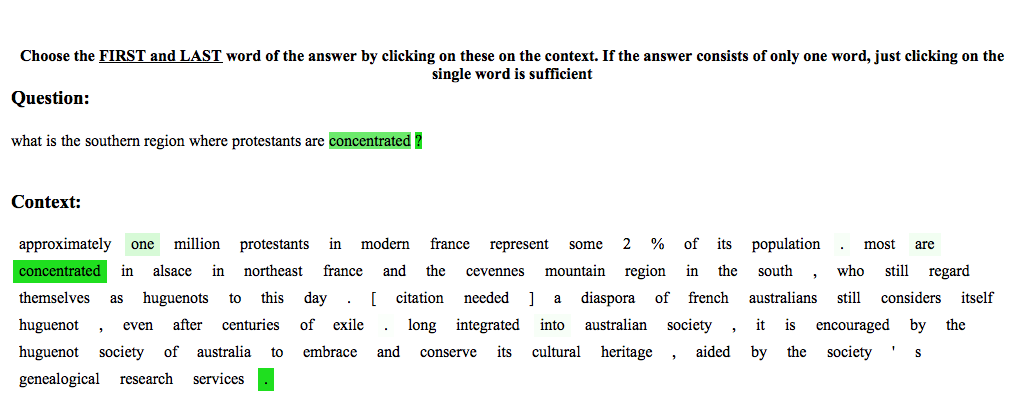 Choose the FIRST and LAST word of the answer by clicking on these on the context. If the answer consists of only one word, just clicking on the
single word is sufficient
Question:
what is the southern region where protestants are concentrated ?
Context:
approximately one million protestants in modern france represent some 2 % of its population . most are
concentrated in alsace in northeast france and the cevennes mountain region in the south , who still regard
themselves as huguenots to this day . [ citation needed ] a diaspora of french australians still considers itself
huguenot , even after centuries of exile . long integrated into australian society , it is encouraged by the
huguenot society of australia to embrace and conserve its cultural heritage , aided by the society ' s
genealogical research services .